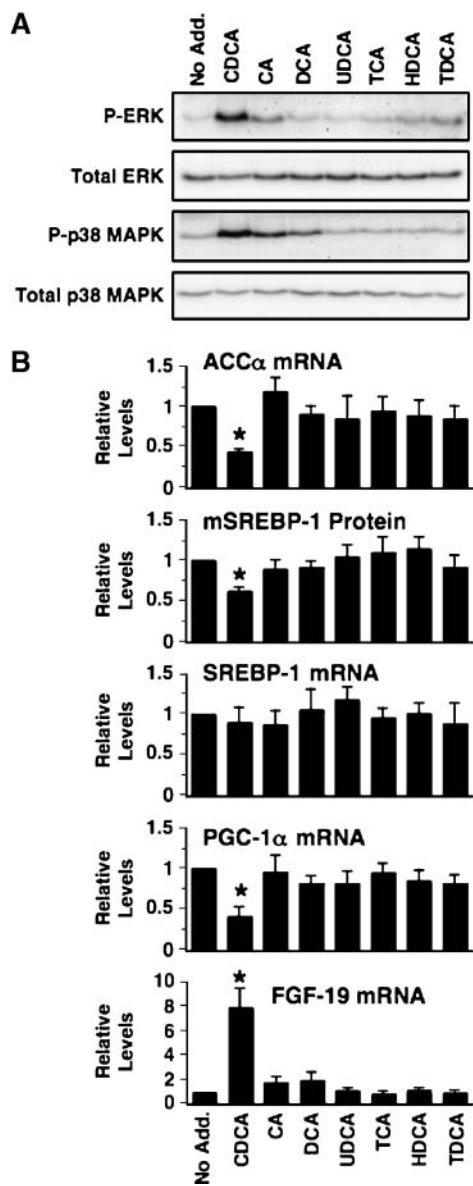 A
No Add.
CDCA
CA
DCA
UDCA
TCA
HDCA
TDCA
P-ERK
Total ERK
P-p38 MAPK
Total p38 MAPK
B
ACCα mRNA
Relative Levels
1.5
1
0.5
0
*
mSREBP-1 Protein
Relative Levels
1.5
1
0.5
0
*
SREBP-1 mRNA
Relative Levels
1.5
1
0.5
0
PGC-1α mRNA
Relative Levels
1.5
1
0.5
0
*
FGF-19 mRNA
Relative Levels
10
8
6
4
2
0
*
No Add.
CDCA
CA
DCA
UDCA
TCA
HDCA
TDCA